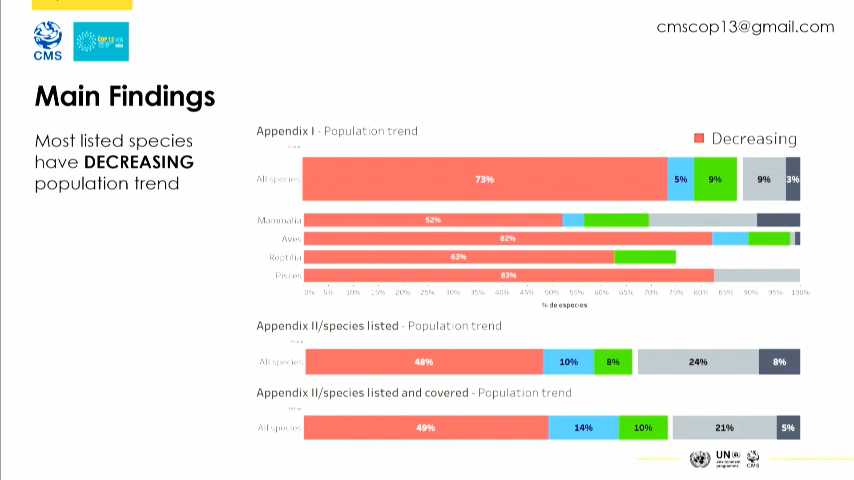 cmscop13@gmail.com
CMS
Main Findings
Most listed species
have DECREASING
population trend
Appendix I - Population trend
Decreasing
All species 73% 5% 9% 9% 3%
Mammalia 52%
Aves 82%
Reptilia 63%
Pisces 83%
0% 5% 10% 15% 20% 25% 30% 35% 40% 45% 50% 55% 60% 65% 70% 75% 80% 85% 90% 95% 100%
% de especies
Appendix II/species listed - Population trend
All species 48% 10% 8% 24% 8%
Appendix II/species listed and covered - Population trend
All species 49% 14% 10% 21% 5%
UN
environment
programme
CMS